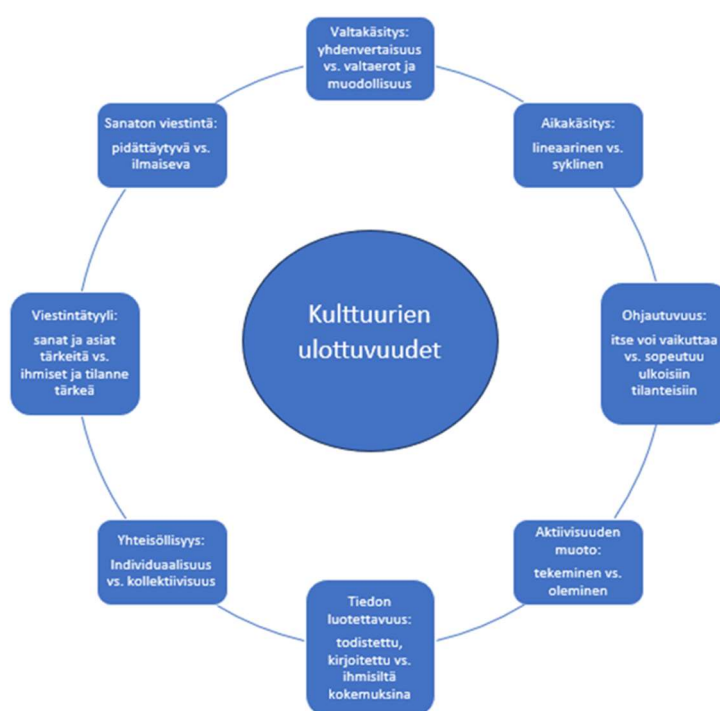 Valtakäsitys:
yhdenvertaisuus
vs. valtaerot ja
muodollisuus
Aikakäsitys:
lineaarinen vs.
syklinen
Ohjautuvuus:
itse voi vaikuttaa
vs. sopeutuu
ulkoisiin
tilanteisiin
Aktiivisuuden
muoto:
tekeminen vs.
oleminen
Tiedon
luotettavuus:
todistettu,
kirjoitettu vs.
ihmisiltä
kokemuksina
Yhteisöllisyys:
Individuaalisuus
vs. kollektiivisuus
Viestintätyyli:
sanat ja asiat
tärkeitä vs.
ihmiset ja tilanne
tärkeä
Sanaton viestintä:
pidättäytyvä vs.
ilmaiseva
Kulttuurien
ulottuvuudet